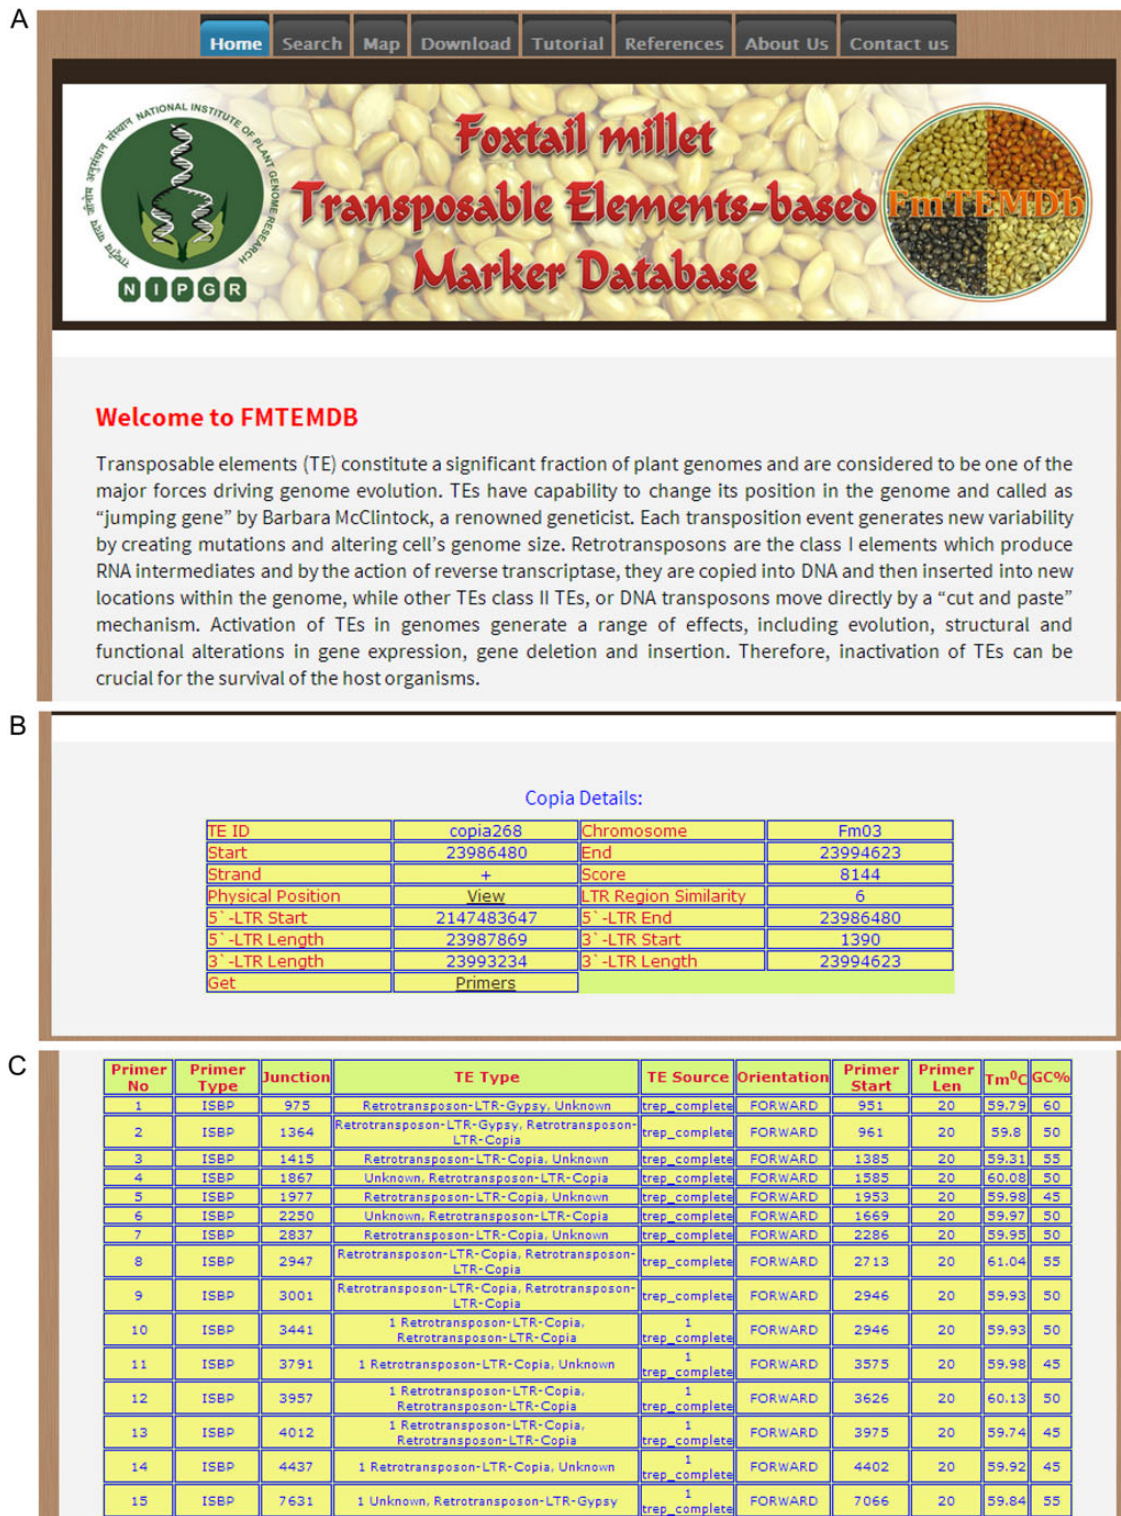 A
Home Search Map Download Tutorial References About Us Contact us
राष्ट्रीय पादप जीनोम अनुसंधान संस्थान NATIONAL INSTITUTE OF PLANT GENOME RESEARCH
NIPGR
Foxtail millet
Transposable Elements-based
Marker Database
FmTEMDb
Welcome to FMTEMDB
Transposable elements (TE) constitute a significant fraction of plant genomes and are considered to be one of the
major forces driving genome evolution. TEs have capability to change its position in the genome and called as
“jumping gene” by Barbara McClintock, a renowned geneticist. Each transposition event generates new variability
by creating mutations and altering cell’s genome size. Retrotransposons are the class I elements which produce
RNA intermediates and by the action of reverse transcriptase, they are copied into DNA and then inserted into new
locations within the genome, while other TEs class II TEs, or DNA transposons move directly by a “cut and paste”
mechanism. Activation of TEs in genomes generate a range of effects, including evolution, structural and
functional alterations in gene expression, gene deletion and insertion. Therefore, inactivation of TEs can be
crucial for the survival of the host organisms.
B
Copia Details:
TE ID copia268 Chromosome Fm03
Start 23986480 End 23994623
Strand + Score 8144
Physical Position View LTR Region Similarity 6
5`-LTR Start 2147483647 5`-LTR End 23986480
5`-LTR Length 23987869 3`-LTR Start 1390
3`-LTR Length 23993234 3`-LTR Length 23994623
Get Primers
C
Primer No Primer Type Junction TE Type TE Source Orientation Primer Start Primer Len Tm⁰C GC%
1 ISBP 975 Retrotransposon-LTR-Gypsy, Unknown trep_complete FORWARD 951 20 59.79 60
2 ISBP 1364 Retrotransposon-LTR-Gypsy, Retrotransposon-LTR-Copia trep_complete FORWARD 961 20 59.8 50
3 ISBP 1415 Retrotransposon-LTR-Copia, Unknown trep_complete FORWARD 1385 20 59.31 55
4 ISBP 1867 Unknown, Retrotransposon-LTR-Copia trep_complete FORWARD 1585 20 60.08 50
5 ISBP 1977 Retrotransposon-LTR-Copia, Unknown trep_complete FORWARD 1953 20 59.98 45
6 ISBP 2250 Unknown, Retrotransposon-LTR-Copia trep_complete FORWARD 1669 20 59.97 50
7 ISBP 2837 Retrotransposon-LTR-Copia, Unknown trep_complete FORWARD 2286 20 59.95 50
8 ISBP 2947 Retrotransposon-LTR-Copia, Retrotransposon-LTR-Copia trep_complete FORWARD 2713 20 61.04 55
9 ISBP 3001 Retrotransposon-LTR-Copia, Retrotransposon-LTR-Copia trep_complete FORWARD 2946 20 59.93 50
10 ISBP 3441 1 Retrotransposon-LTR-Copia, Retrotransposon-LTR-Copia 1 trep_complete FORWARD 2946 20 59.93 50
11 ISBP 3791 1 Retrotransposon-LTR-Copia, Unknown 1 trep_complete FORWARD 3575 20 59.98 45
12 ISBP 3957 1 Retrotransposon-LTR-Copia, Retrotransposon-LTR-Copia 1 trep_complete FORWARD 3626 20 60.13 50
13 ISBP 4012 1 Retrotransposon-LTR-Copia, Retrotransposon-LTR-Copia 1 trep_complete FORWARD 3975 20 59.74 45
14 ISBP 4437 1 Retrotransposon-LTR-Copia, Unknown 1 trep_complete FORWARD 4402 20 59.92 45
15 ISBP 7631 1 Unknown, Retrotransposon-LTR-Gypsy 1 trep_complete FORWARD 7066 20 59.84 55